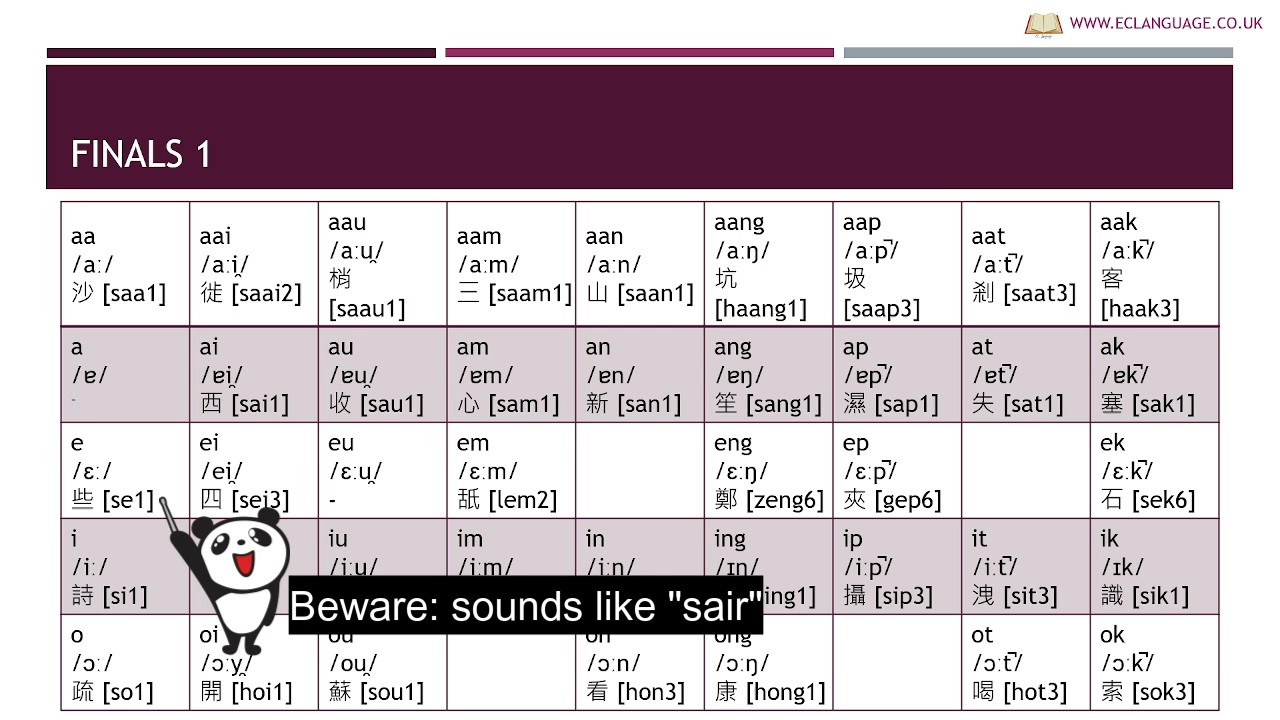 WWW.ECLANGUAGE.CO.UK
FINALS 1
aa
/aː/
沙 [saa1]
aai
/aːi̯/
徙 [saai2]
aau
/aːu̯/
梢
[saau1]
aam
/aːm/
三 [saam1]
aan
/aːn/
山 [saan1]
aang
/aːŋ/
坑
[haang1]
aap
/aːp̚/
圾
[saap3]
aat
/aːt̚/
剎 [saat3]
aak
/aːk̚/
客
[haak3]
a
/ɐ/
-
ai
/ɐi̯/
西 [sai1]
au
/ɐu̯/
收 [sau1]
am
/ɐm/
心 [sam1]
an
/ɐn/
新 [san1]
ang
/ɐŋ/
笙 [sang1]
ap
/ɐp̚/
濕 [sap1]
at
/ɐt̚/
失 [sat1]
ak
/ɐk̚/
塞 [sak1]
e
/ɛː/
些 [se1]
ei
/ei̯/
四 [sei3]
eu
/ɛːu̯/
-
em
/ɛːm/
舐 [lem2]
eng
/ɛːŋ/
鄭 [zeng6]
ep
/ɛːp̚/
夾 [gep6]
ek
/ɛːk̚/
石 [sek6]
i
/iː/
詩 [si1]
iu
/iːu/
im
/iːm/
in
/iːn/
ing
/ɪŋ/
ing1]
ip
/iːp̚/
攝 [sip3]
it
/iːt̚/
洩 [sit3]
ik
/ɪk/
識 [sik1]
Beware: sounds like "sair"
o
/ɔː/
疏 [so1]
oi
/ɔːy̯/
開 [hoi1]
ou
/ou̯/
蘇 [sou1]
on
/ɔːn/
看 [hon3]
ong
/ɔːŋ/
康 [hong1]
ot
/ɔːt̚/
喝 [hot3]
ok
/ɔːk̚/
索 [sok3]